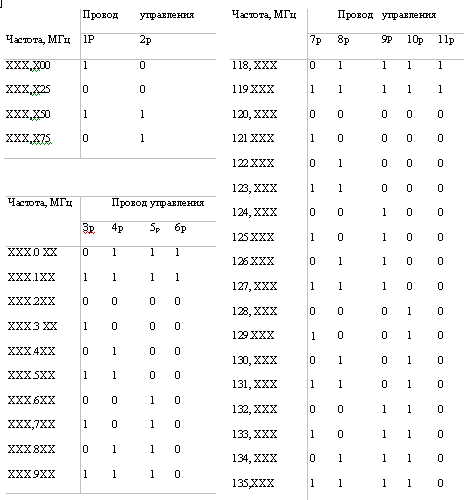 Провод управления
Частота, МГц 1Р 2р
XXX,X00 1 0
XXX,X25 0 0
XXX,X50 1 1
XXX,X75 0 1
Частота, МГц Провод управления
3р 4р 5р 6р
XXX.0 XX 0 1 1 1
XXX.1XX 1 1 1 1
XXX.2XX 0 0 0 0
XXX.3 XX 1 0 0 0
XXX.4XX 0 1 0 0
XXX.5XX 1 1 0 0
XXX.6XX 0 0 1 0
XXX,7XX 1 0 1 0
XXX.8XX 0 1 1 0
XXX.9XX 1 1 1 0
Провод управления
Частота, МГц 7р 8р 9р 10р 11р
118, XXX 0 1 1 1 1
119.XXX 1 1 1 1 1
120, XXX 0 0 0 0 0
121.XXX 1 0 0 0 0
122.XXX 0 1 0 0 0
123, XXX 1 1 0 0 0
124, XXX 0 0 1 0 0
125.XXX 1 0 1 0 0
126.XXX 0 1 1 0 0
127, XXX 1 1 1 0 0
128, XXX 0 0 0 1 0
129.XXX 1 0 0 1 0
130, XXX 0 1 0 1 0
131, XXX 1 1 0 1 0
132, XXX 0 0 1 1 0
133, XXX 1 0 1 1 0
134, XXX 0 1 1 1 0
135,XXX 1 1 1 1 0